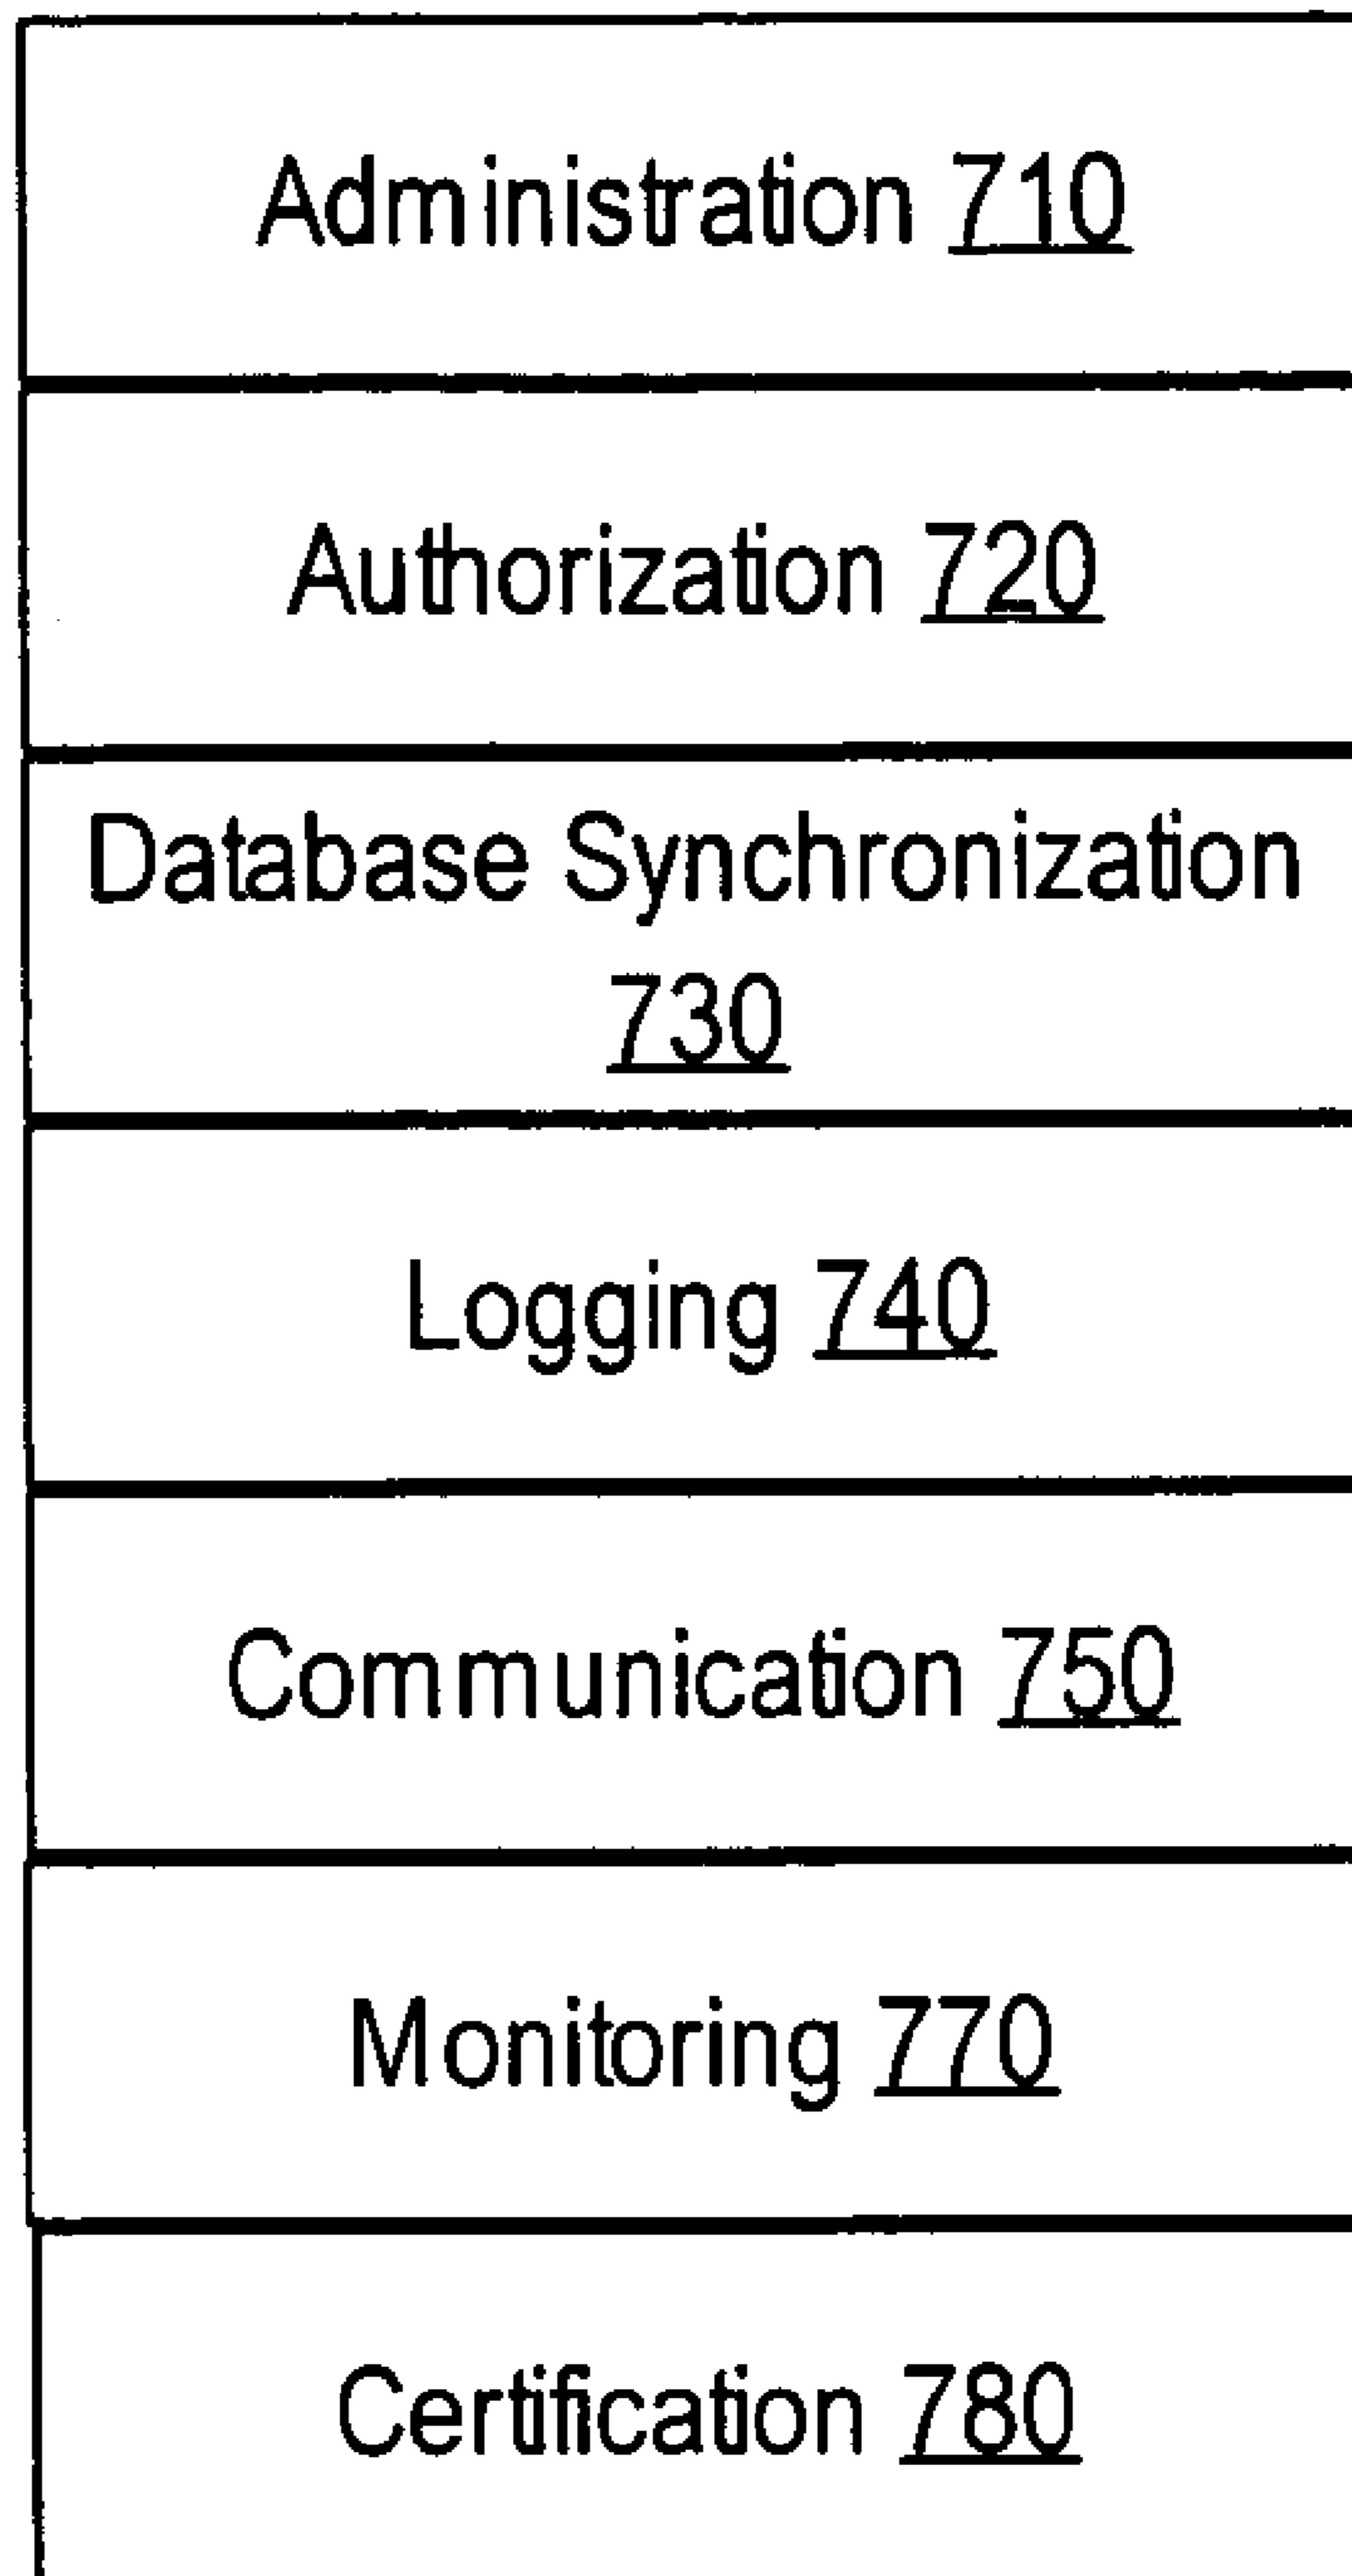 Administration 710
Authorization 720
Database Synchronization
730
Logging 740
Communication 750
Monitoring 770
Certification 780